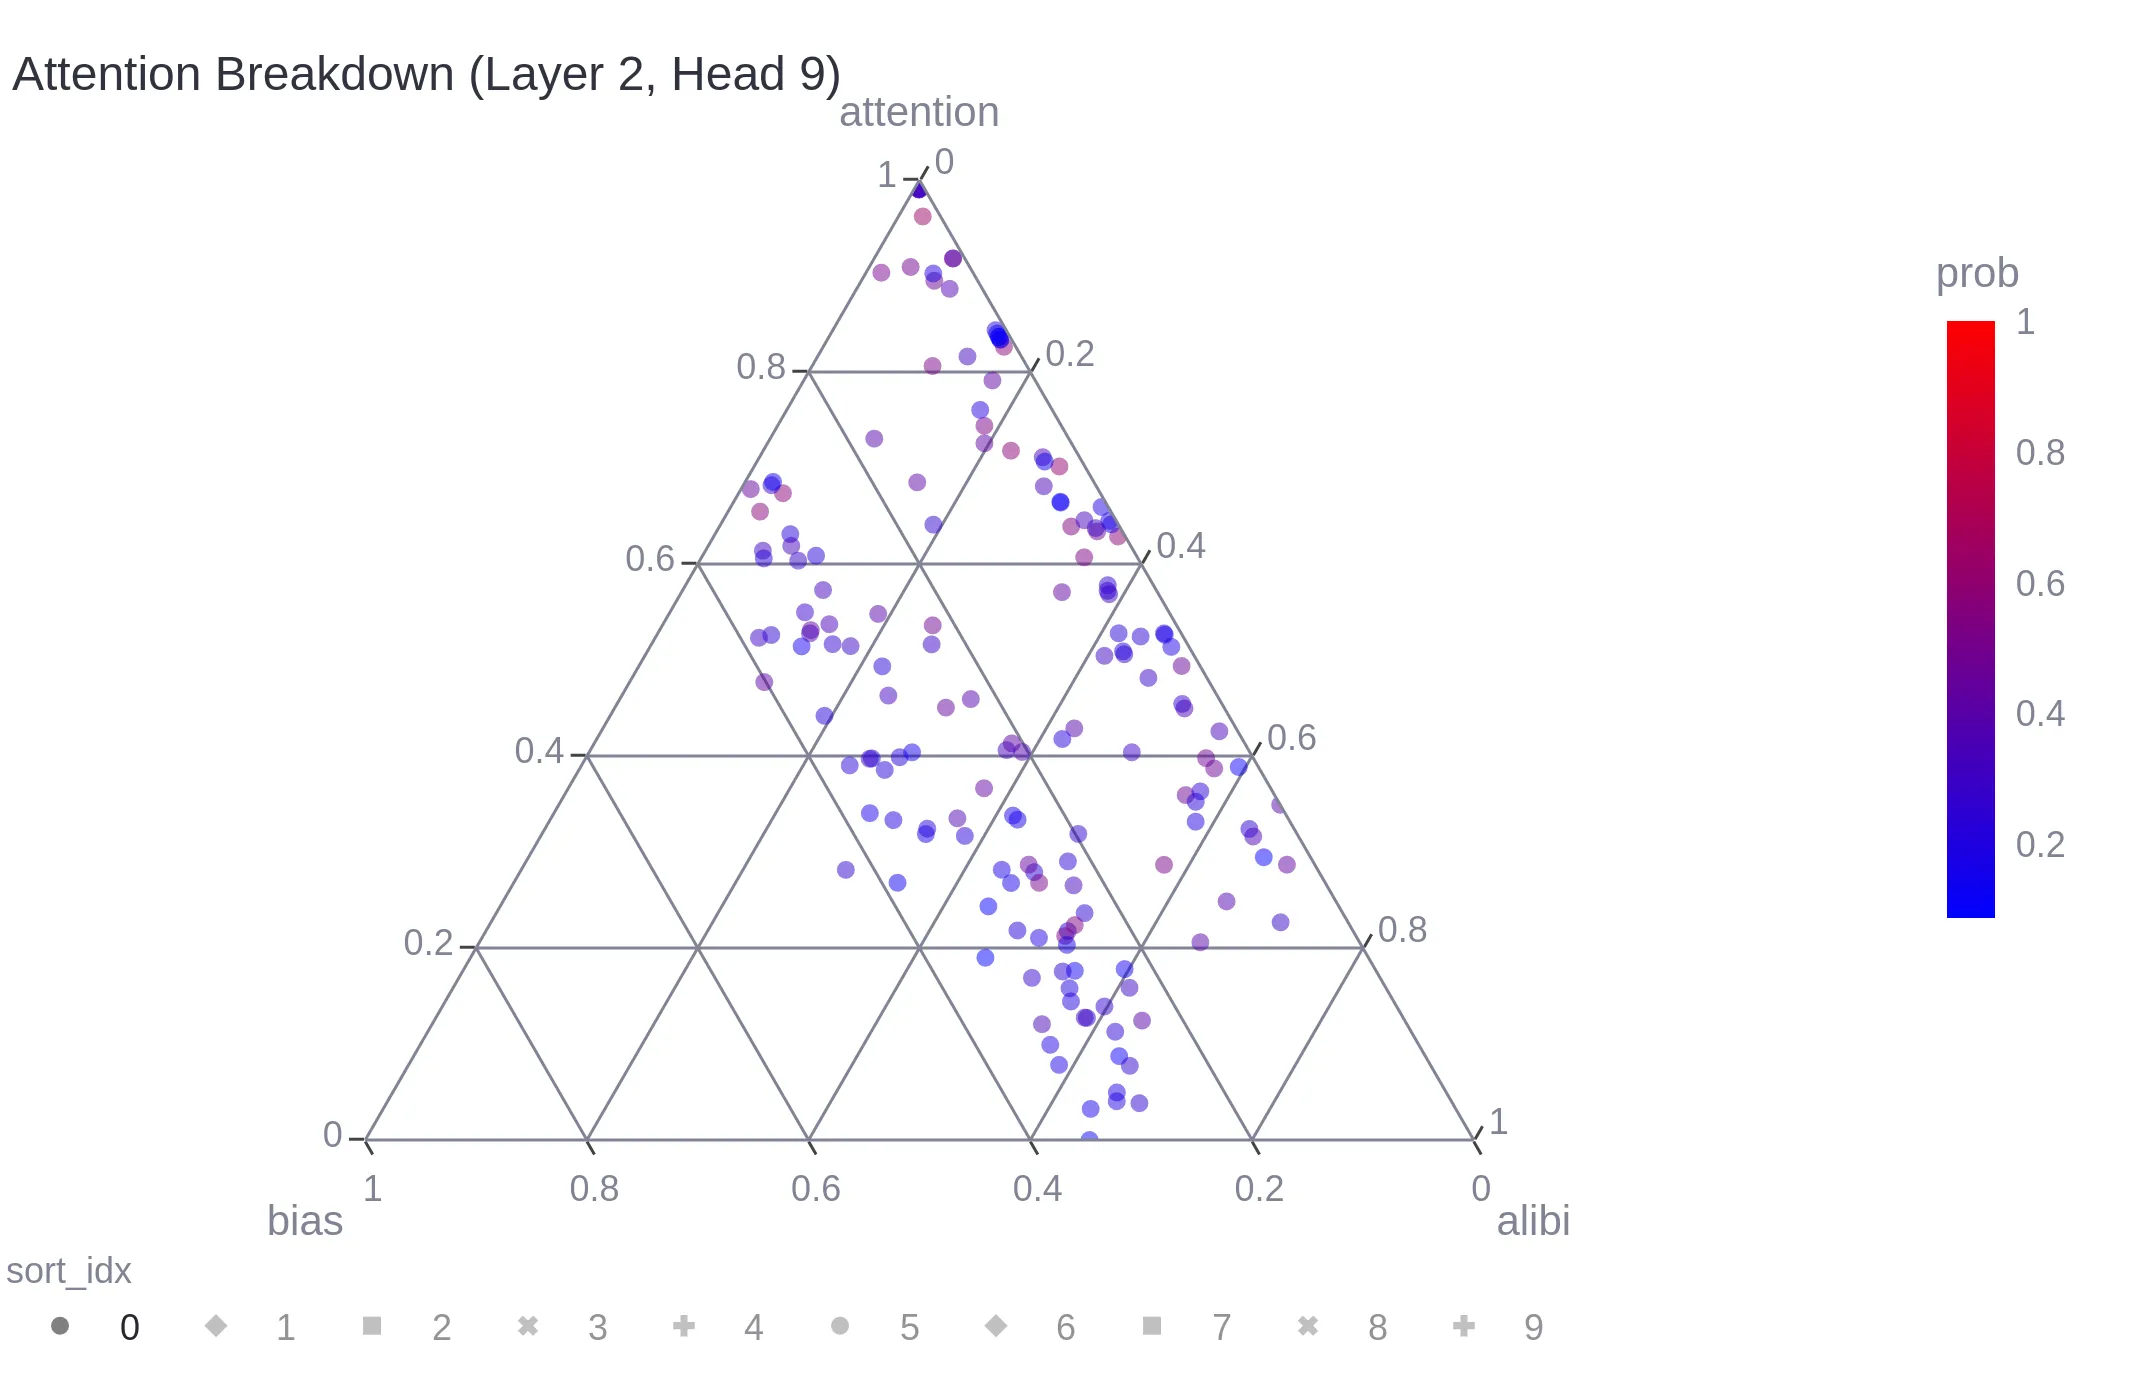 Attention Breakdown (Layer 2, Head 9)
attention
1 0
prob
1
0.8 0.2
0.8
0.6 0.4
0.6
0.4 0.6
0.4
0.2 0.8
0.2
0 1
1 0.8 0.6 0.4 0.2 0
bias alibi
sort_idx
0 1 2 3 4 5 6 7 8 9